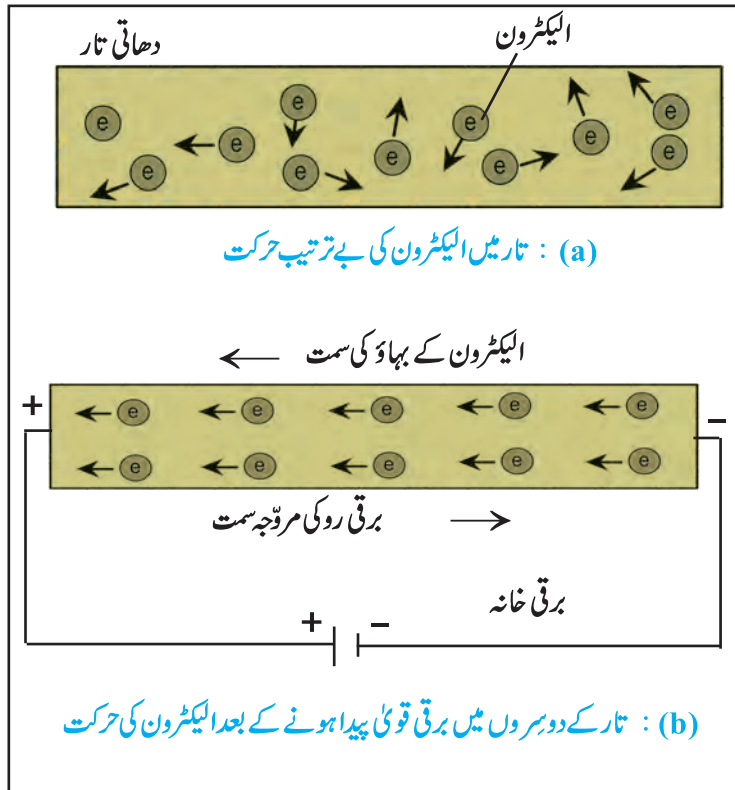 دھاتی تار
الیکٹرون
e e e e e e e e e e e
(a) : تار میں الیکٹرون کی بے ترتیب حرکت
الیکٹرون کے بہاؤ کی سمت ←
+ −
e e e e e
e e e e e
برقی رو کی مروّجہ سمت →
برقی خانہ
+ −
(b) : تار کے دو سِروں میں برقی قویٰ پیدا ہونے کے بعد الیکٹرون کی حرکت